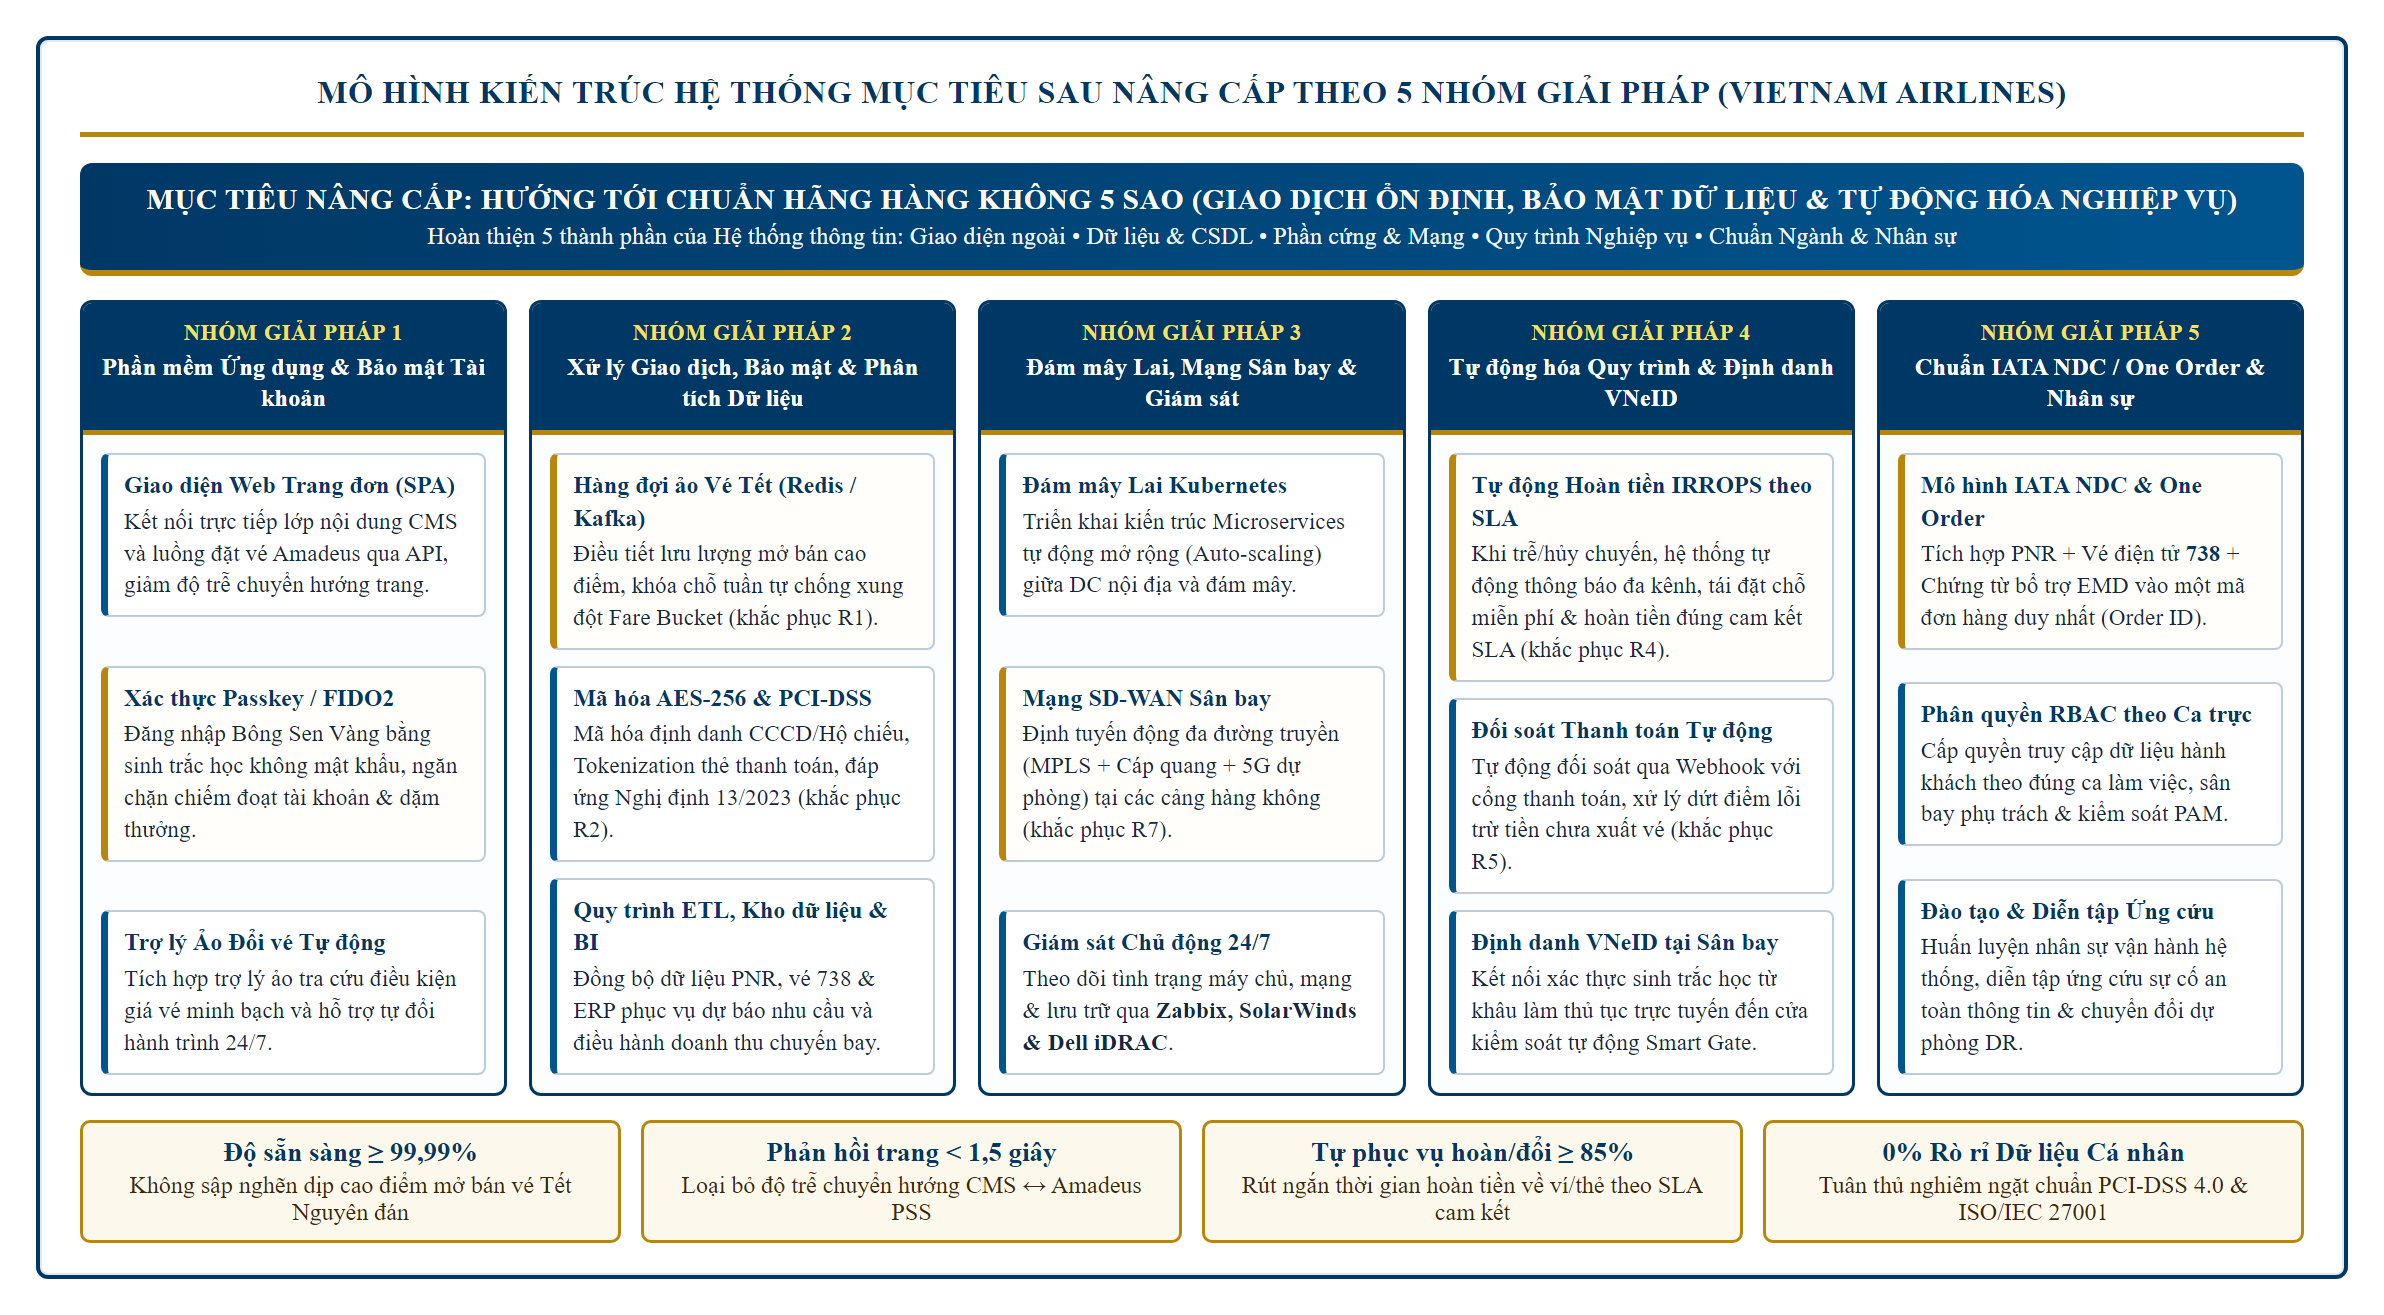 MÔ HÌNH KIẾN TRÚC HỆ THỐNG MỤC TIÊU SAU NÂNG CẤP THEO 5 NHÓM GIẢI PHÁP (VIETNAM AIRLINES)
MỤC TIÊU NÂNG CẤP: HƯỚNG TỚI CHUẨN HÃNG HÀNG KHÔNG 5 SAO (GIAO DỊCH ỔN ĐỊNH, BẢO MẬT DỮ LIỆU & TỰ ĐỘNG HÓA NGHIỆP VỤ)
Hoàn thiện 5 thành phần của Hệ thống thông tin: Giao diện ngoài • Dữ liệu & CSDL • Phần cứng & Mạng • Quy trình Nghiệp vụ • Chuẩn Ngành & Nhân sự
NHÓM GIẢI PHÁP 1
Phần mềm Ứng dụng & Bảo mật Tài
khoản
Giao diện Web Trang đơn (SPA)
Kết nối trực tiếp lớp nội dung CMS
và luồng đặt vé Amadeus qua API,
giảm độ trễ chuyển hướng trang.
Xác thực Passkey / FIDO2
Đăng nhập Bông Sen Vàng bằng
sinh trắc học không mật khẩu, ngăn
chặn chiếm đoạt tài khoản & dặm
thưởng.
Trợ lý Ảo Đổi vé Tự động
Tích hợp trợ lý ảo tra cứu điều kiện
giá vé minh bạch và hỗ trợ tự đổi
hành trình 24/7.
NHÓM GIẢI PHÁP 2
Xử lý Giao dịch, Bảo mật & Phân
tích Dữ liệu
Hàng đợi ảo Vé Tết (Redis /
Kafka)
Điều tiết lưu lượng mở bán cao
điểm, khóa chỗ tuần tự chống xung
đột Fare Bucket (khắc phục R1).
Mã hóa AES-256 & PCI-DSS
Mã hóa định danh CCCD/Hộ chiếu,
Tokenization thẻ thanh toán, đáp
ứng Nghị định 13/2023 (khắc phục
R2).
Quy trình ETL, Kho dữ liệu &
BI
Đồng bộ dữ liệu PNR, vé 738 &
ERP phục vụ dự báo nhu cầu và
điều hành doanh thu chuyến bay.
NHÓM GIẢI PHÁP 3
Đám mây Lai, Mạng Sân bay &
Giám sát
Đám mây Lai Kubernetes
Triển khai kiến trúc Microservices
tự động mở rộng (Auto-scaling)
giữa DC nội địa và đám mây.
Mạng SD-WAN Sân bay
Định tuyến động đa đường truyền
(MPLS + Cáp quang + 5G dự
phòng) tại các cảng hàng không
(khắc phục R7).
Giám sát Chủ động 24/7
Theo dõi tình trạng máy chủ, mạng
& lưu trữ qua Zabbix, SolarWinds
& Dell iDRAC.
NHÓM GIẢI PHÁP 4
Tự động hóa Quy trình & Định danh
VNeID
Tự động Hoàn tiền IRROPS theo
SLA
Khi trễ/hủy chuyến, hệ thống tự
động thông báo đa kênh, tái đặt chỗ
miễn phí & hoàn tiền đúng cam kết
SLA (khắc phục R4).
Đối soát Thanh toán Tự động
Tự động đối soát qua Webhook với
cổng thanh toán, xử lý dứt điểm lỗi
trừ tiền chưa xuất vé (khắc phục
R5).
Định danh VNeID tại Sân bay
Kết nối xác thực sinh trắc học từ
khâu làm thủ tục trực tuyến đến cửa
kiểm soát tự động Smart Gate.
NHÓM GIẢI PHÁP 5
Chuẩn IATA NDC / One Order &
Nhân sự
Mô hình IATA NDC & One
Order
Tích hợp PNR + Vé điện tử 738 +
Chứng từ bổ trợ EMD vào một mã
đơn hàng duy nhất (Order ID).
Phân quyền RBAC theo Ca trực
Cấp quyền truy cập dữ liệu hành
khách theo đúng ca làm việc, sân
bay phụ trách & kiểm soát PAM.
Đào tạo & Diễn tập Ứng cứu
Huấn luyện nhân sự vận hành hệ
thống, diễn tập ứng cứu sự cố an
toàn thông tin & chuyển đổi dự
phòng DR.
Độ sẵn sàng ≥ 99,99%
Không sập nghẽn dịp cao điểm mở bán vé Tết
Nguyên đán
Phản hồi trang < 1,5 giây
Loại bỏ độ trễ chuyển hướng CMS ↔ Amadeus
PSS
Tự phục vụ hoàn/đổi ≥ 85%
Rút ngắn thời gian hoàn tiền về ví/thẻ theo SLA
cam kết
0% Rò rỉ Dữ liệu Cá nhân
Tuân thủ nghiêm ngặt chuẩn PCI-DSS 4.0 &
ISO/IEC 27001